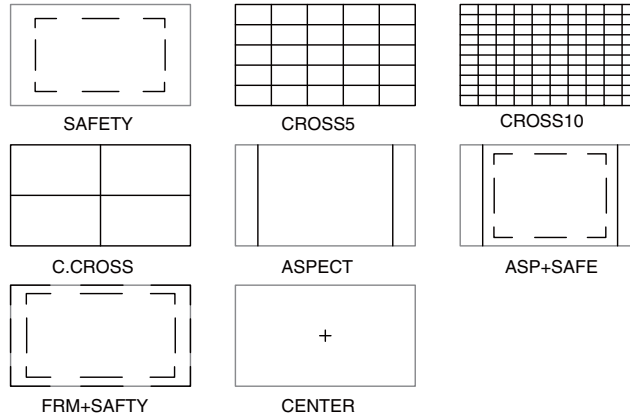 SAFETY
CROSS5
CROSS10
C.CROSS
ASPECT
ASP+SAFE
FRM+SAFTY
CENTER